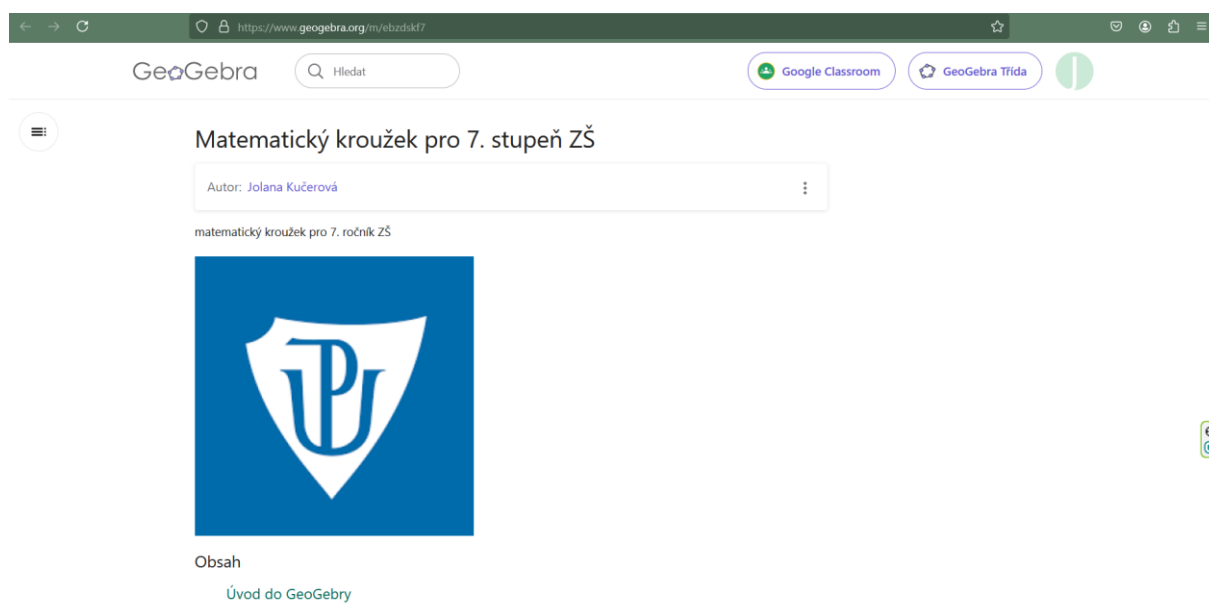 https://www.geogebra.org/m/ebzdskf7
GeoGebra
Hledat
Google Classroom
GeoGebra Třída
Matematický kroužek pro 7. stupeň ZŠ
Autor: Jolana Kučerová
matematický kroužek pro 7. ročník ZŠ
UP
Obsah
Úvod do GeoGebry